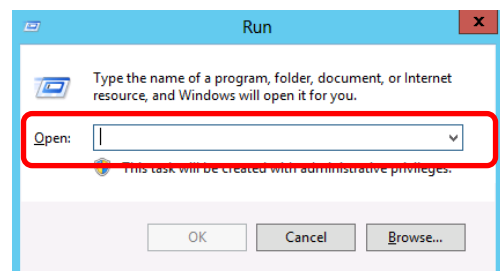 Run
x
Type the name of a program, folder, document, or Internet
resource, and Windows will open it for you.
Open:
This task will be created with administrative privileges.
OK
Cancel
Browse...